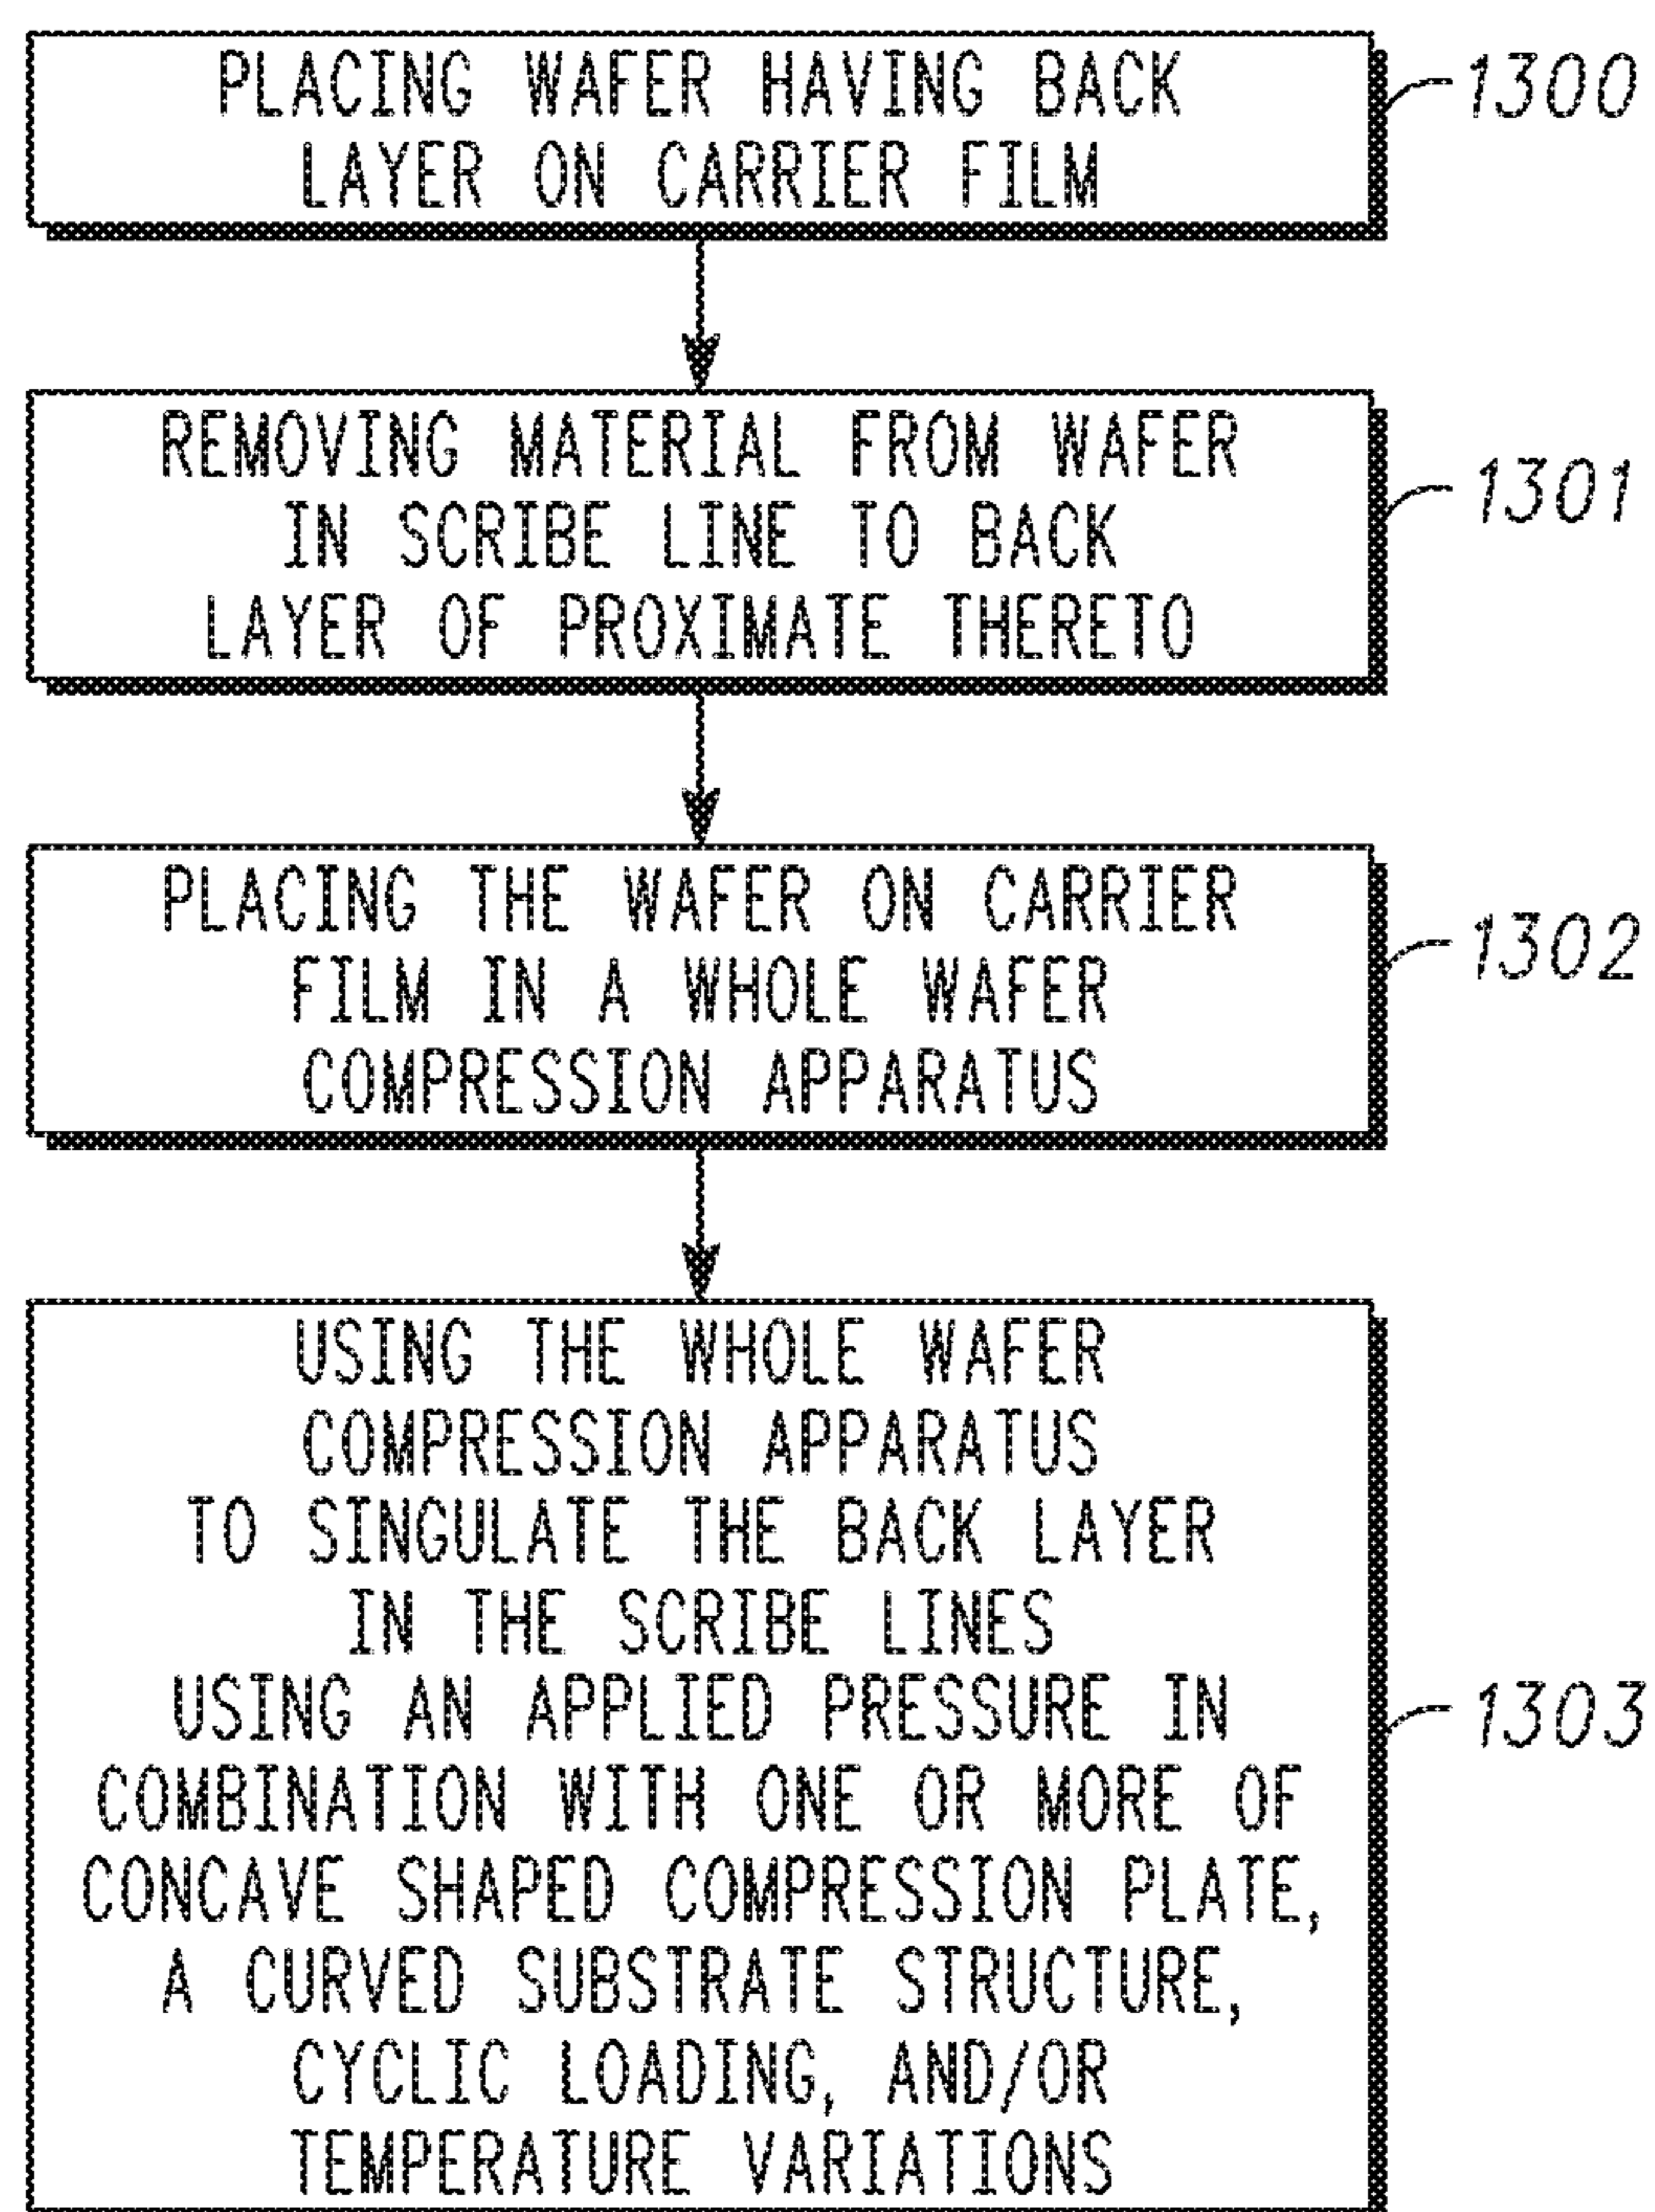 PLACING WAFER HAVING BACK
LAYER ON CARRIER FILM
1300
REMOVING MATERIAL FROM WAFER
IN SCRIBE LINE TO BACK
LAYER OF PROXIMATE THERETO
1301
PLACING THE WAFER ON CARRIER
FILM IN A WHOLE WAFER
COMPRESSION APPARATUS
1302
USING THE WHOLE WAFER
COMPRESSION APPARATUS
TO SINGULATE THE BACK LAYER
IN THE SCRIBE LINES
USING AN APPLIED PRESSURE IN
COMBINATION WITH ONE OR MORE OF
CONCAVE SHAPED COMPRESSION PLATE,
A CURVED SUBSTRATE STRUCTURE,
CYCLIC LOADING, AND/OR
TEMPERATURE VARIATIONS
1303